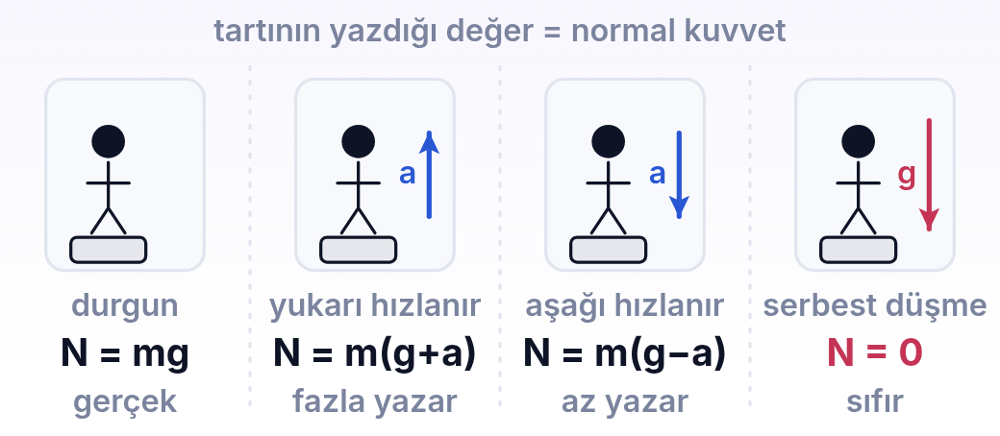 tartının yazdığı değer = normal kuvvet
a
a
g
durgun
yukarı hızlanır
aşağı hızlanır
serbest düşme
N = mg
N = m(g+a)
N = m(g−a)
N = 0
gerçek
fazla yazar
az yazar
sıfır